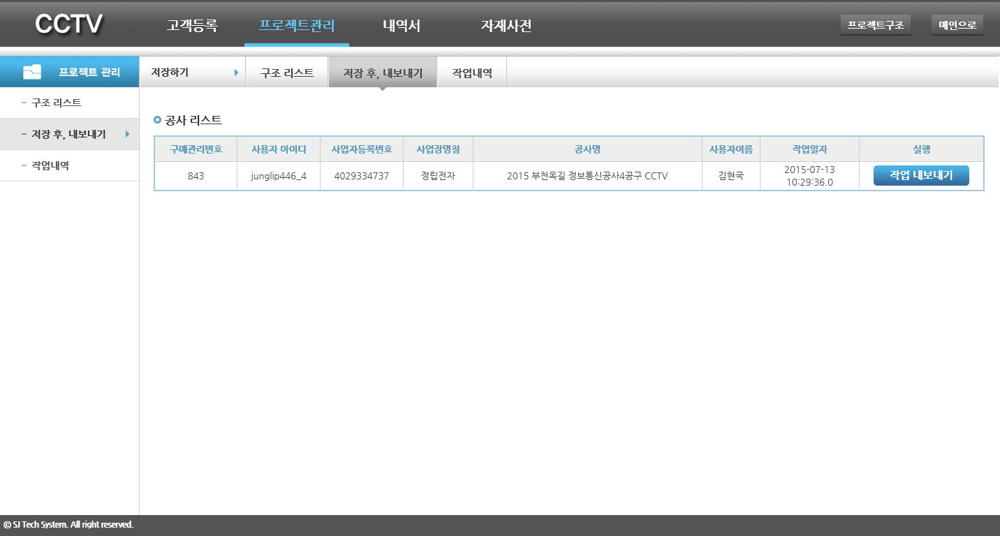 CCTV
고객등록
프로젝트관리
내역서
자재사전
프로젝트구조
메인으로
프로젝트 관리
저장하기
구조 리스트
저장 후, 내보내기
작업내역
- 구조 리스트
- 저장 후, 내보내기
- 작업내역
공사 리스트
구매관리번호 사용자 아이디 사업자등록번호 사업장명칭 공사명 사용자이름 작업일자 실행
843 junglip446_4 4029334737 정립전자 2015 부천옥길 정보통신공사4공구 CCTV 김현국 2015-07-13
10:29:36.0
작업 내보내기
© SJ Tech System. All right reserved.